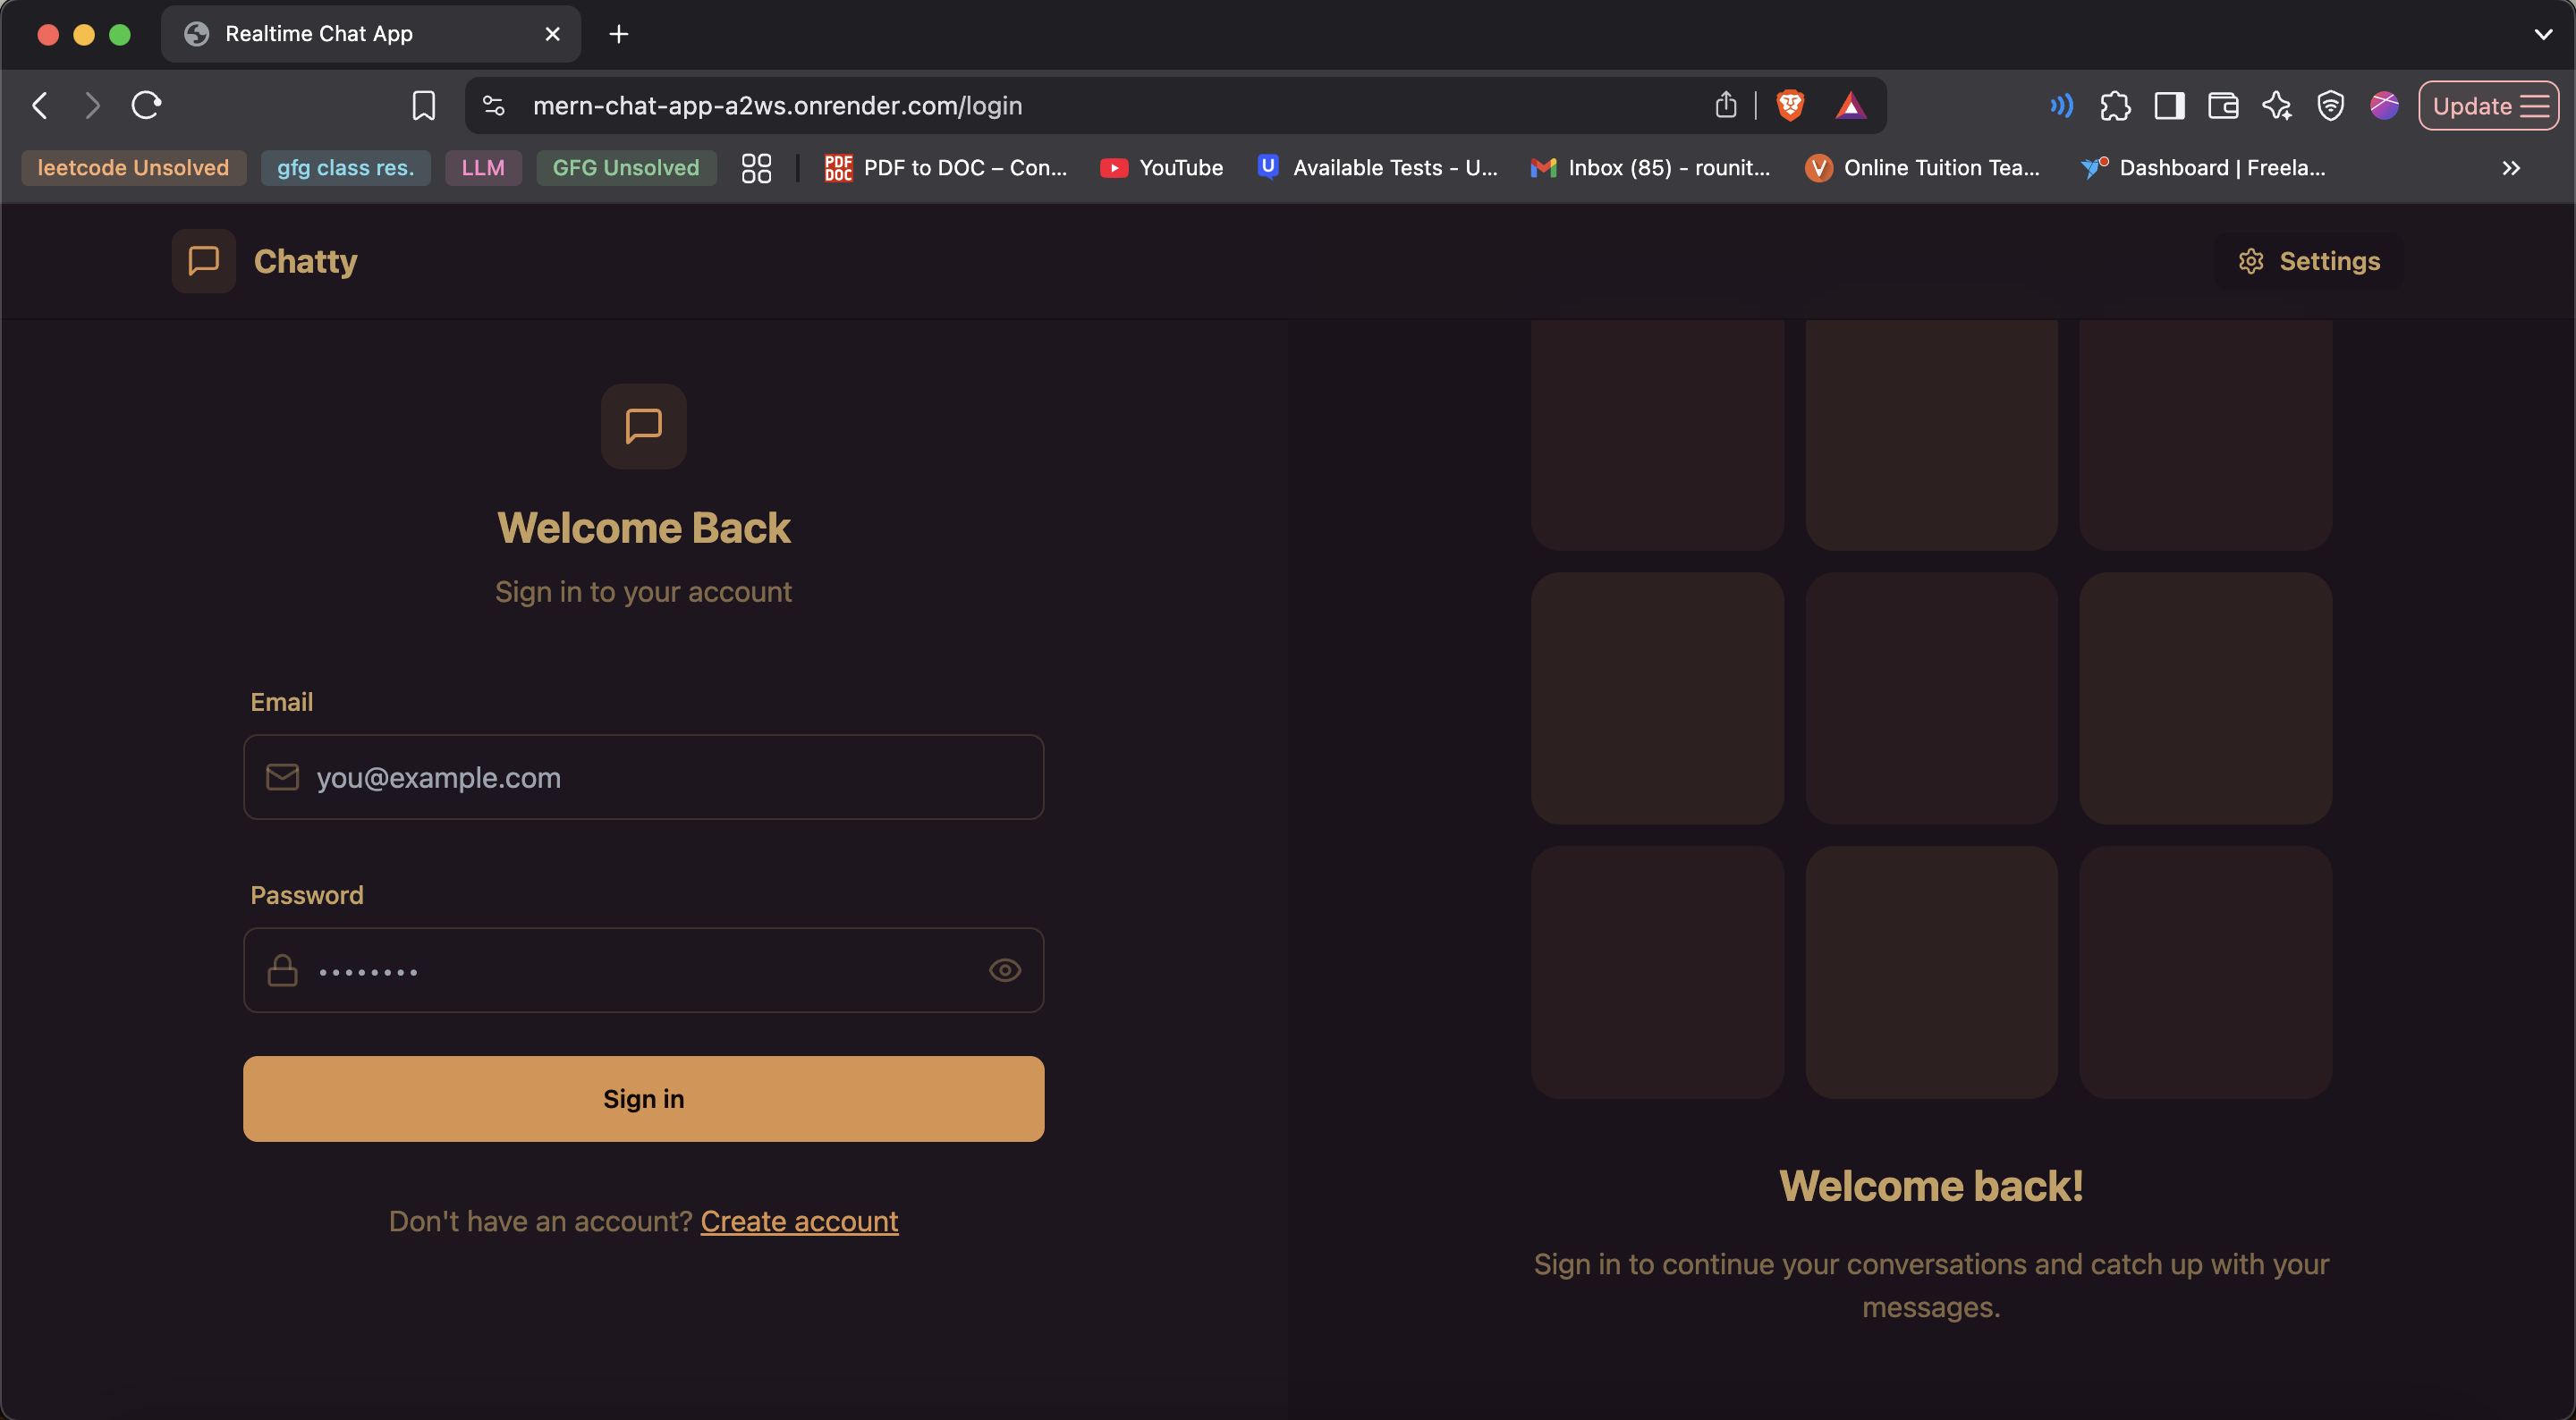 Realtime Chat App
mern-chat-app-a2ws.onrender.com/login
Update
leetcode Unsolved
gfg class res.
LLM
GFG Unsolved
PDF DOC
PDF to DOC – Con...
YouTube
U
Available Tests - U...
Inbox (85) - rounit...
V
Online Tuition Tea...
Dashboard | Freela...
Chatty
Settings
Welcome Back
Sign in to your account
Email
you@example.com
Password
••••••••
Sign in
Don't have an account? Create account
Welcome back!
Sign in to continue your conversations and catch up with your
messages.